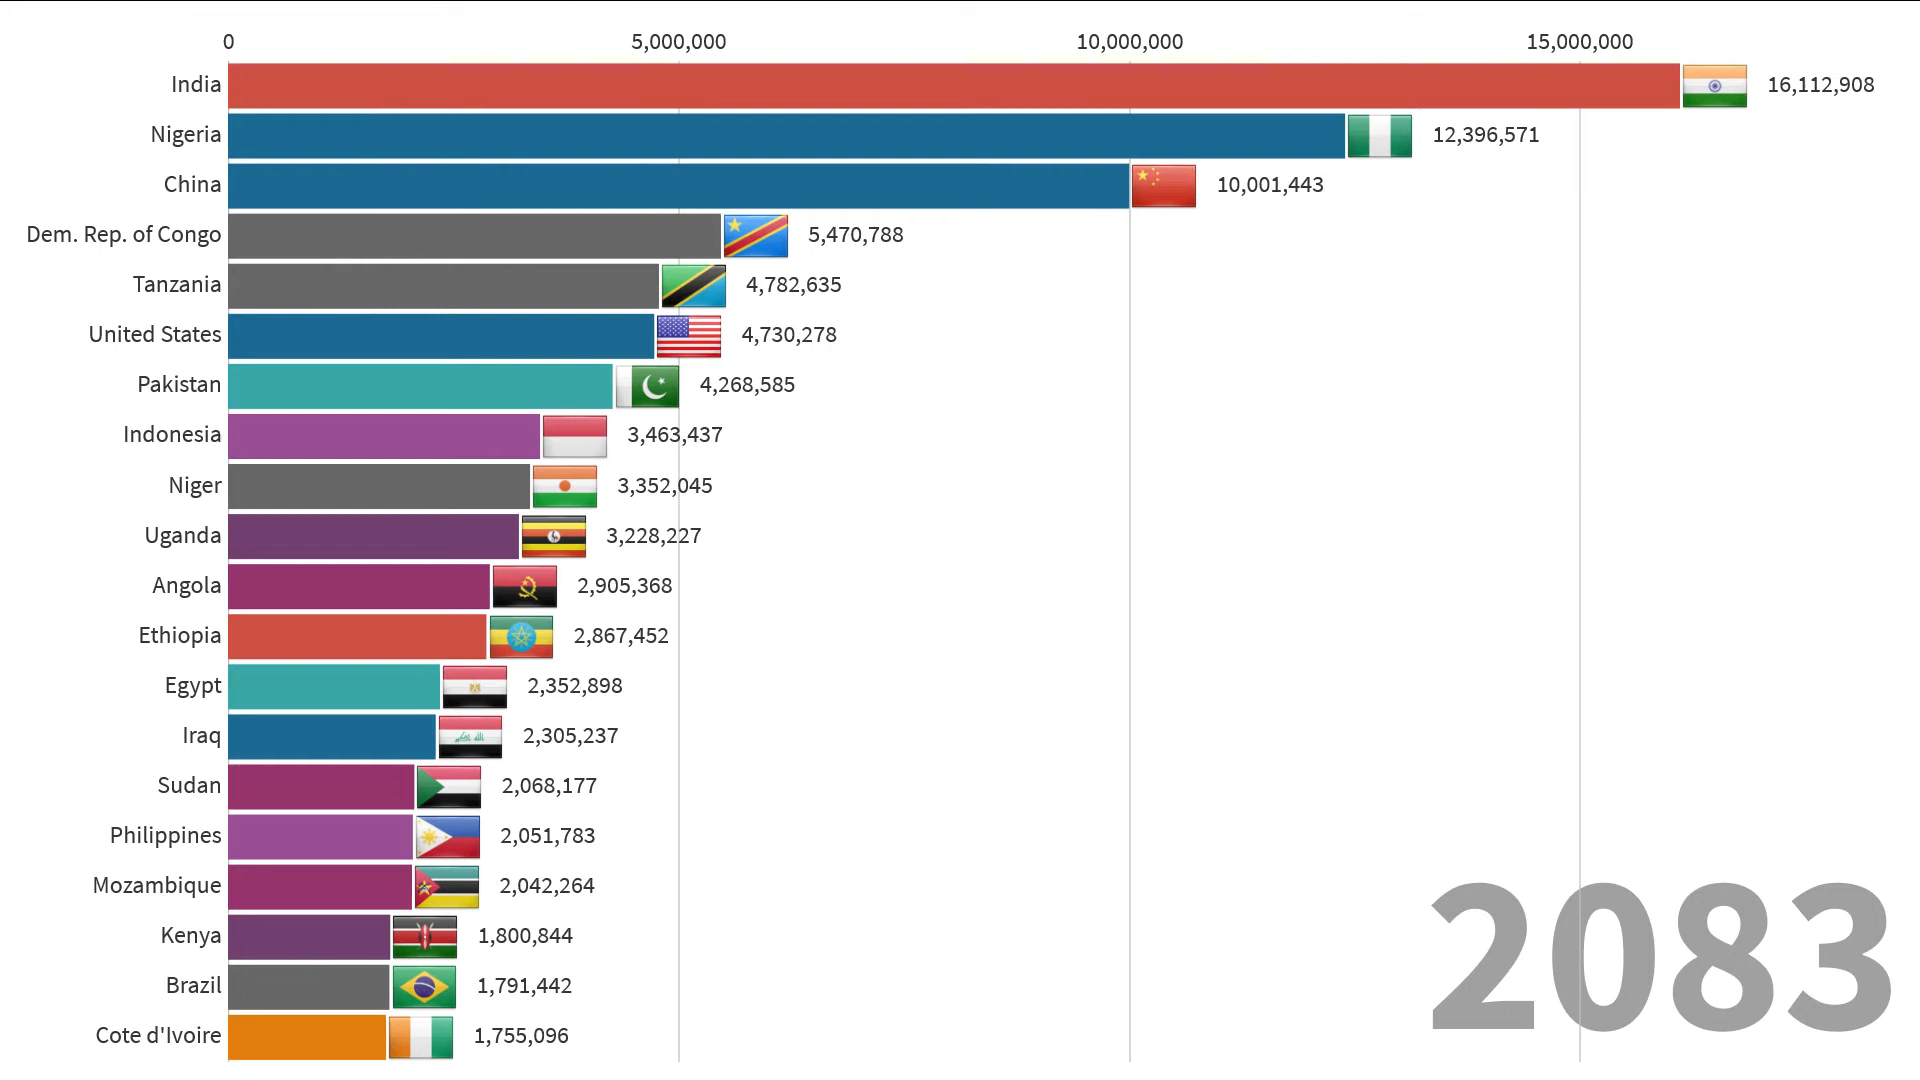 0 5,000,000 10,000,000 15,000,000
India 16,112,908
Nigeria 12,396,571
China 10,001,443
Dem. Rep. of Congo 5,470,788
Tanzania 4,782,635
United States 4,730,278
Pakistan 4,268,585
Indonesia 3,463,437
Niger 3,352,045
Uganda 3,228,227
Angola 2,905,368
Ethiopia 2,867,452
Egypt 2,352,898
Iraq 2,305,237
Sudan 2,068,177
Philippines 2,051,783
Mozambique 2,042,264
Kenya 1,800,844
Brazil 1,791,442
Cote d'Ivoire 1,755,096
2083